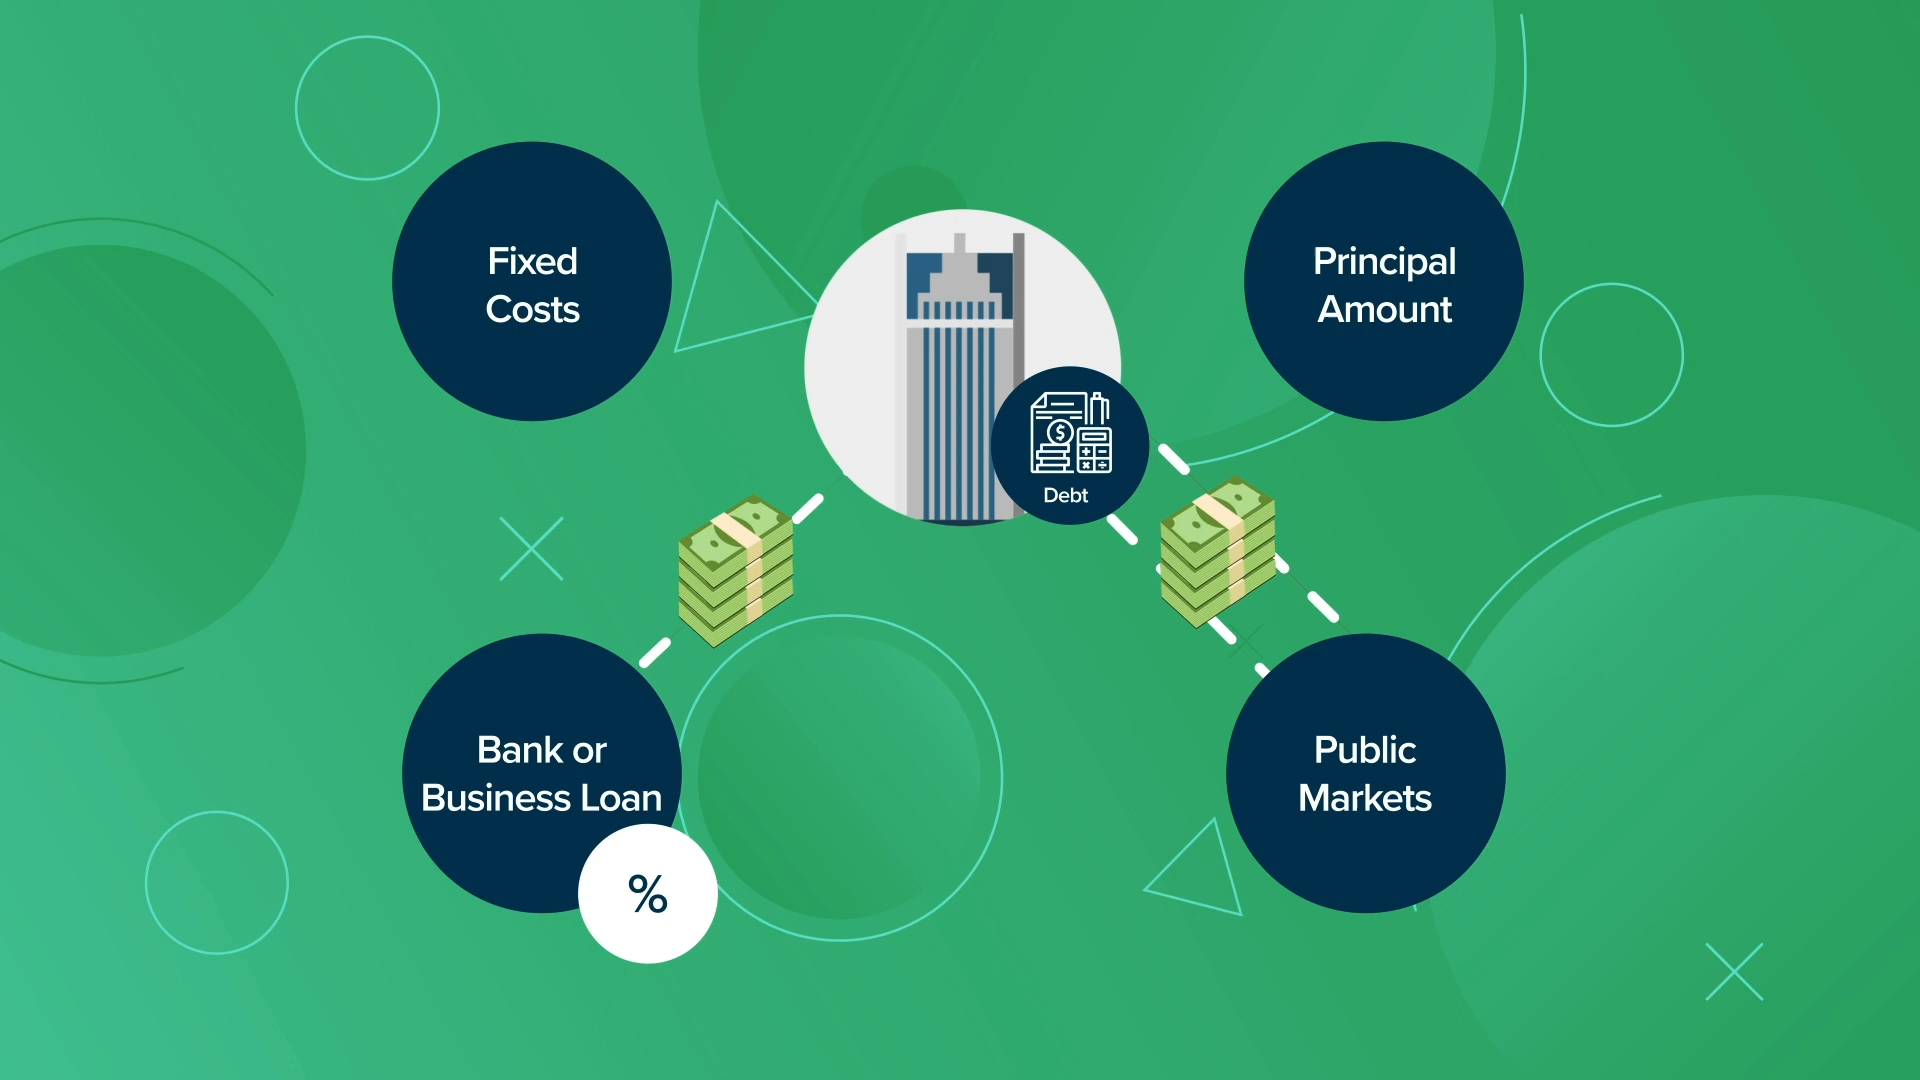 Fixed
Costs
Principal
Amount
$
Debt
Bank or
Business Loan
%
Public
Markets